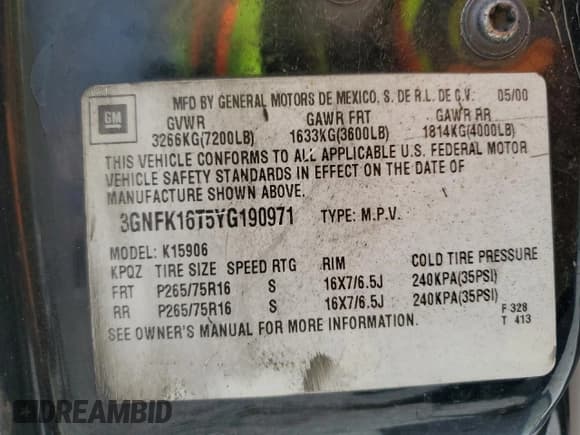 GM
MFD BY GENERAL MOTORS DE MEXICO, S. DE R.L. DE C.V. 05/00
GVWR GAWR FRT GAWR RR
3266KG(7200LB) 1633KG(3600LB) 1814KG(4000LB)
THIS VEHICLE CONFORMS TO ALL APPLICABLE U.S. FEDERAL MOTOR
VEHICLE SAFETY STANDARDS IN EFFECT ON THE DATE OF
MANUFACTURE SHOWN ABOVE.
3GNFK16T5YG190971 TYPE: M.P.V.
MODEL: K15906
KPQZ TIRE SIZE SPEED RTG RIM COLD TIRE PRESSURE
FRT P265/75R16 S 16X7/6.5J 240KPA(35PSI)
RR P265/75R16 S 16X7/6.5J 240KPA(35PSI)
SEE OWNER'S MANUAL FOR MORE INFORMATION.
F 328
T 413
DREAMBID